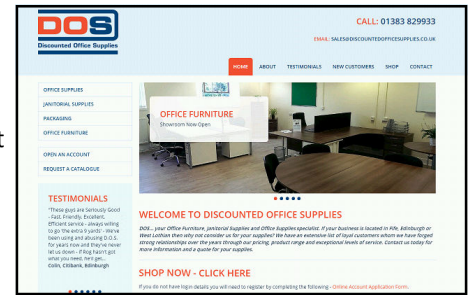 DOS
Discounted Office Supplies
CALL: 01383 829933
EMAIL: SALES@DISCOUNTEDOFFICESUPPLIES.CO.UK
HOME ABOUT TESTIMONIALS NEW CUSTOMERS SHOP CONTACT
OFFICE SUPPLIES
JANITORIAL SUPPLIES
PACKAGING
OFFICE FURNITURE
OPEN AN ACCOUNT
REQUEST A CATALOGUE
OFFICE FURNITURE
Showroom Now Open
t
TESTIMONIALS
"These guys are Seriously Good
- Fast. Friendly. Excellent.
Efficient service - always willing
to go the extra 9 yards' - We've
been using and abusing D.O.S.
for years now and they've never
let us down - if Rog hasn't got
what you need, he'll get...
Colin, Citibank, Edinburgh
WELCOME TO DISCOUNTED OFFICE SUPPLIES
DOS... your Office Furniture, Janitorial Supplies and Office Supplies specialist. If your business is located in Fife, Edinburgh or
West Lothian then why not consider us for your supplies? We have an extensive list of loyal customers whom we have forged
strong relationships over the years through our pricing, product range and exceptional levels of service. Contact us today for
more information and a quote for your supplies.
SHOP NOW - CLICK HERE
If you do not have login details you will need to register by completing the following - Online Account Application Form..